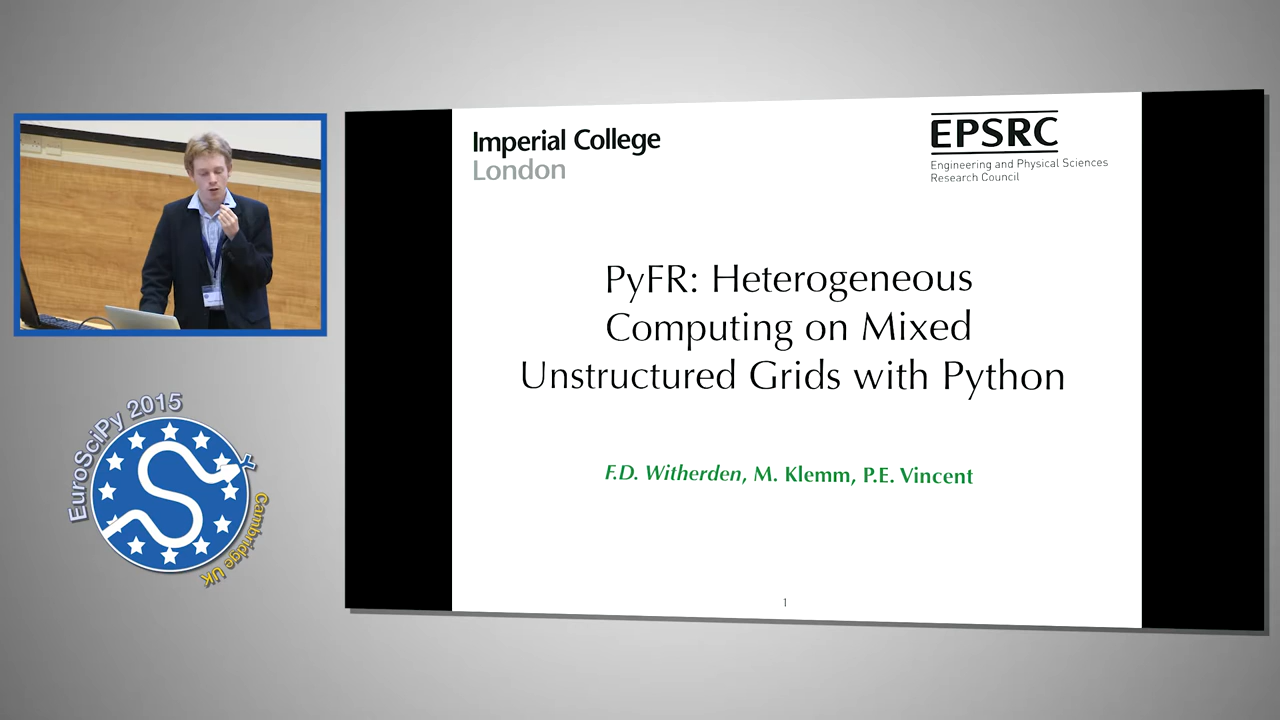 Imperial College
London
EPSRC
Engineering and Physical Sciences
Research Council
PyFR: Heterogeneous
Computing on Mixed
Unstructured Grids with Python
F.D. Witherden, M. Klemm, P.E. Vincent
1
EuroSciPy 2015
Cambridge UK